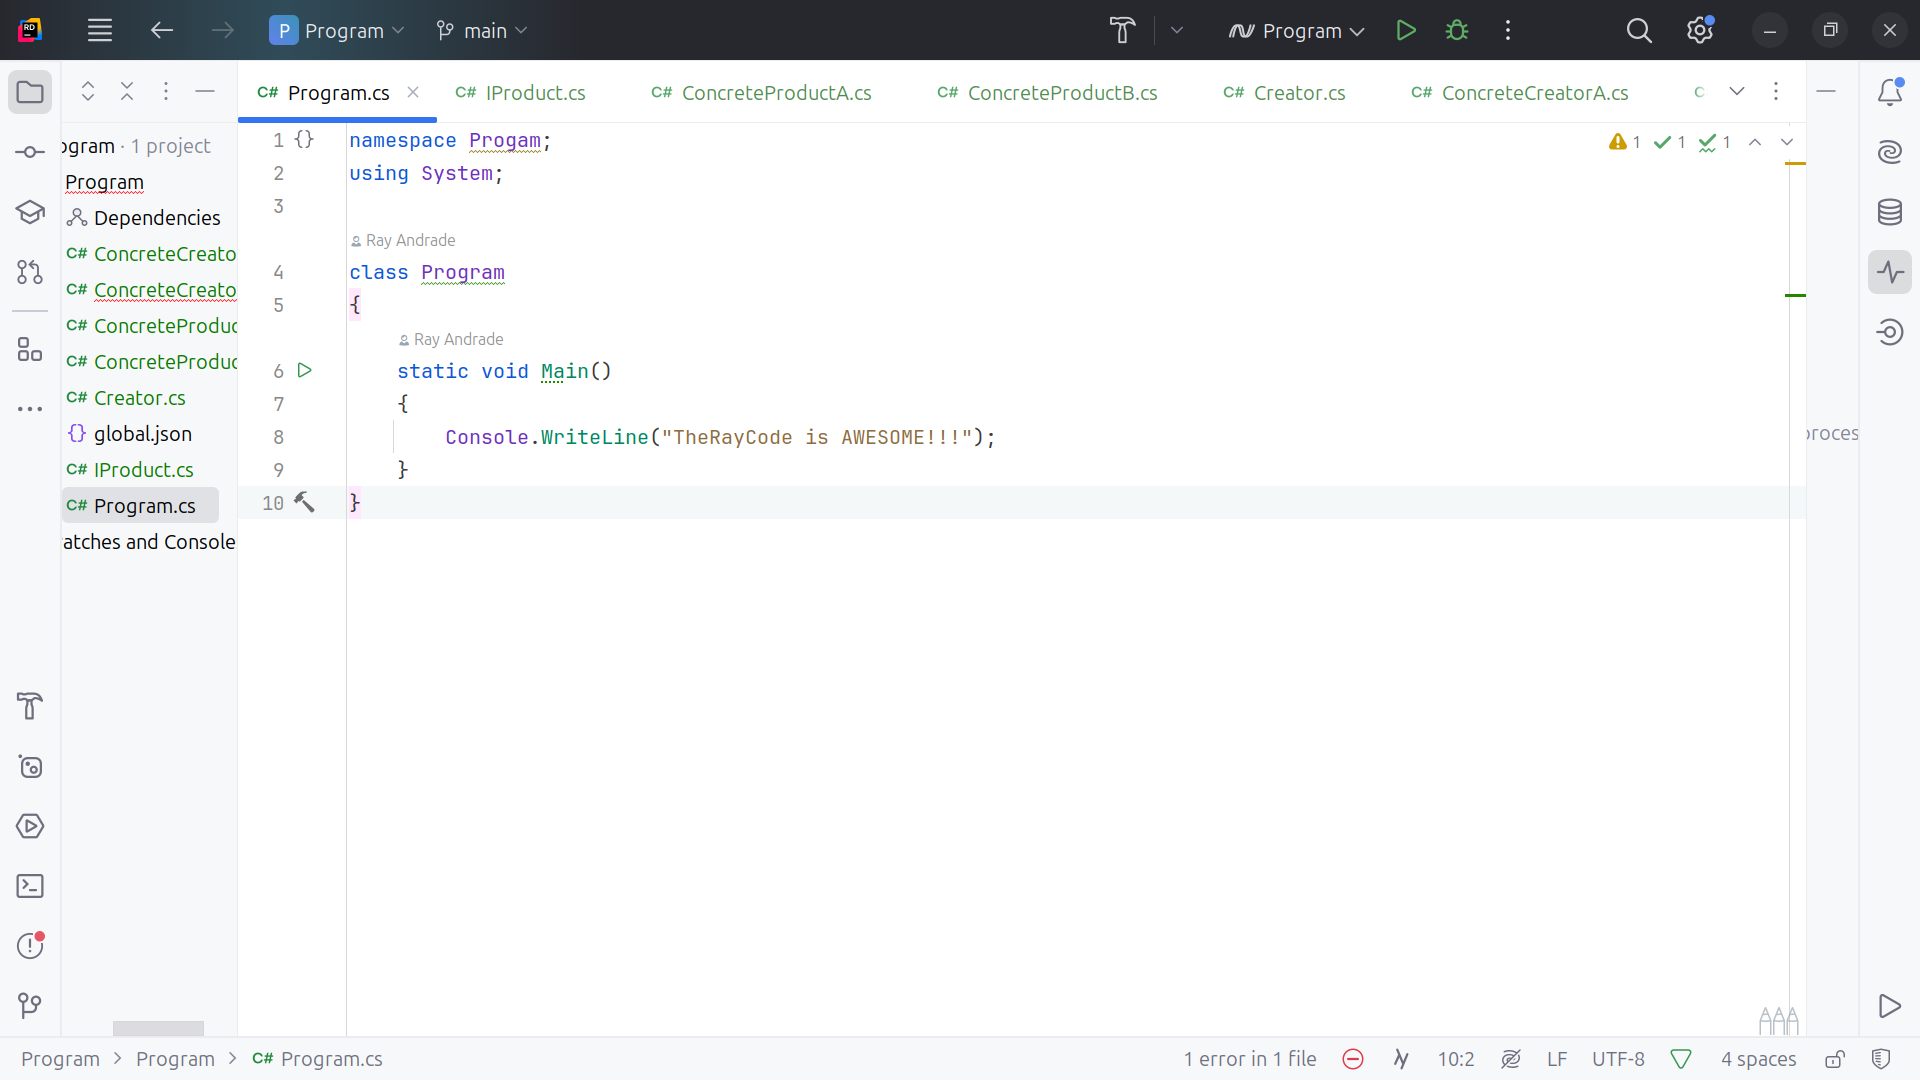 P Program main Program
Program.cs IProduct.cs ConcreteProductA.cs ConcreteProductB.cs Creator.cs ConcreteCreatorA.cs
ogram · 1 project
Program
Dependencies
C# ConcreteCreato
C# ConcreteCreato
C# ConcreteProduc
C# ConcreteProduc
C# Creator.cs
{} global.json
C# IProduct.cs
C# Program.cs
atches and Console
1 namespace Progam;
2 using System;
3
Ray Andrade
4 class Program
5 {
Ray Andrade
6 static void Main()
7 {
8 Console.WriteLine("TheRayCode is AWESOME!!!");
9 }
10 }
1 1 1
proces
Program > Program > C# Program.cs
1 error in 1 file 10:2 LF UTF-8 4 spaces